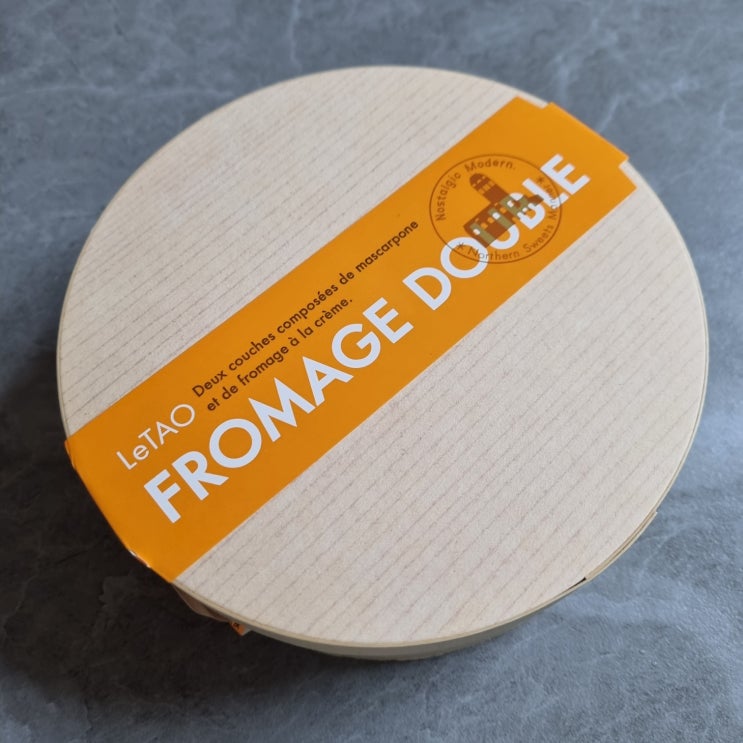 LeTAO
Deux couches composées de mascarpone
et de fromage à la crème.
FROMAGE DOUBLE
Nostalgic Modern.
* Northern Sweets